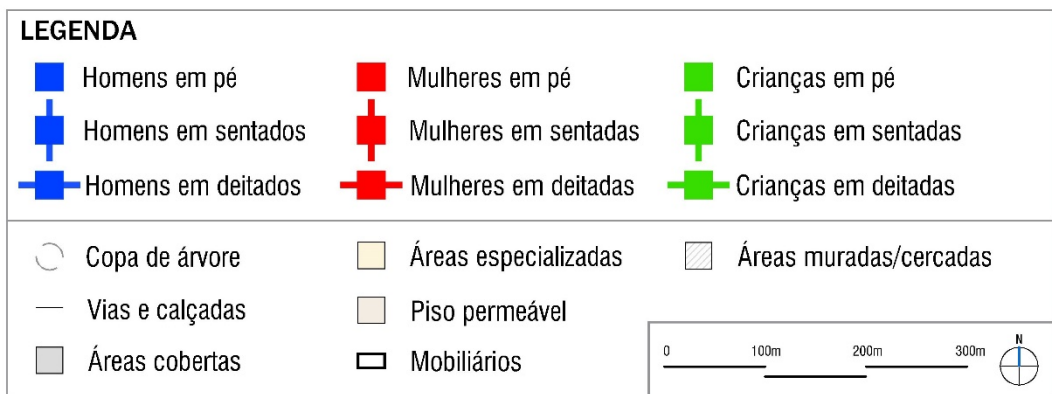 LEGENDA
Homens em pé
Mulheres em pé
Crianças em pé
Homens em sentados
Mulheres em sentadas
Crianças em sentadas
Homens em deitados
Mulheres em deitadas
Crianças em deitadas
Copa de árvore
Áreas especializadas
Áreas muradas/cercadas
Vias e calçadas
Piso permeável
Áreas cobertas
Mobiliários
0 100m 200m 300m
N